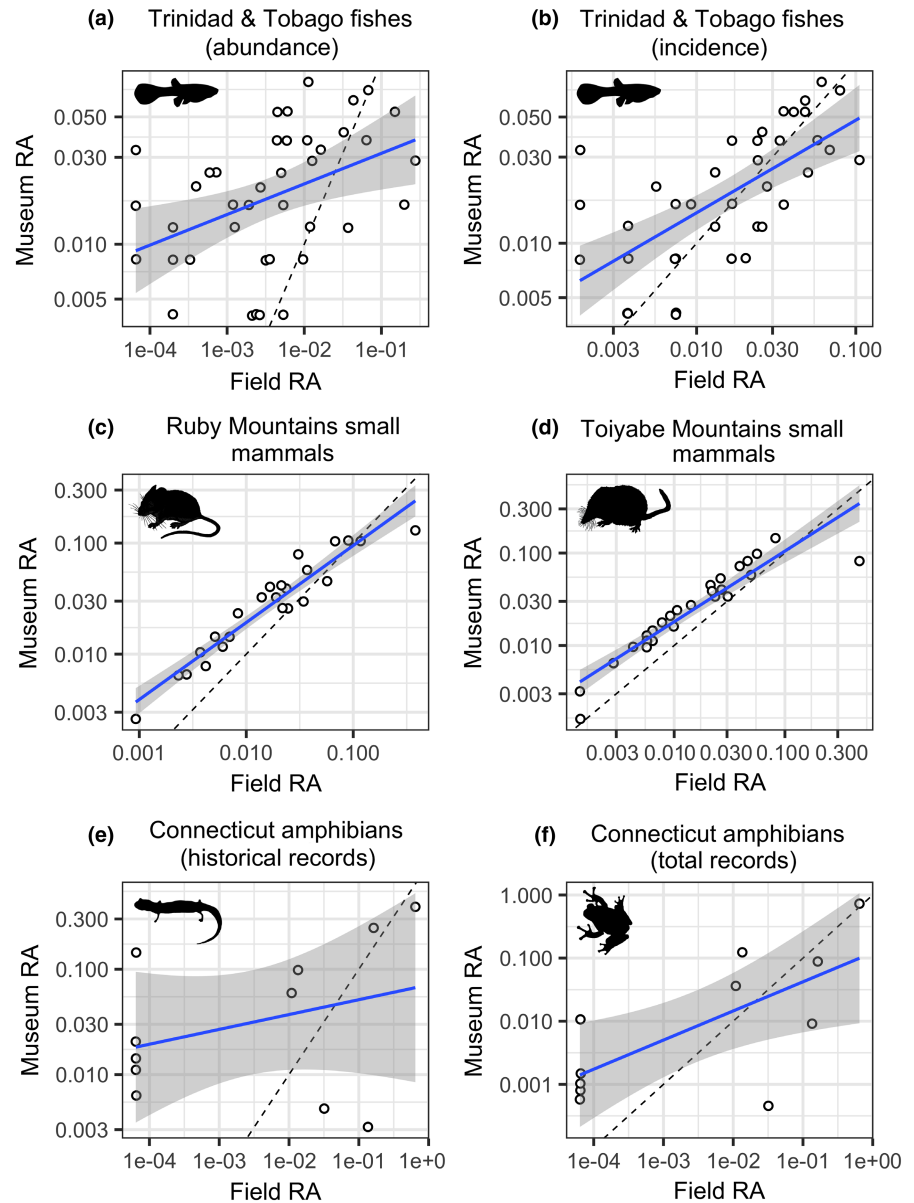 (a) Trinidad & Tobago fishes
(abundance)
Museum RA
0.050
0.030
0.010
0.005
1e-04 1e-03 1e-02 1e-01
Field RA
(b) Trinidad & Tobago fishes
(incidence)
Museum RA
0.050
0.030
0.010
0.005
0.003 0.010 0.030 0.100
Field RA
(c) Ruby Mountains small
mammals
Museum RA
0.300
0.100
0.030
0.010
0.003
0.001 0.010 0.100
Field RA
(d) Toiyabe Mountains small
mammals
Museum RA
0.300
0.100
0.030
0.010
0.003
0.003 0.010 0.030 0.100 0.300
Field RA
(e) Connecticut amphibians
(historical records)
Museum RA
0.300
0.100
0.030
0.010
0.003
1e-04 1e-03 1e-02 1e-01 1e+0
Field RA
(f) Connecticut amphibians
(total records)
Museum RA
1.000
0.100
0.010
0.001
1e-04 1e-03 1e-02 1e-01 1e+00
Field RA